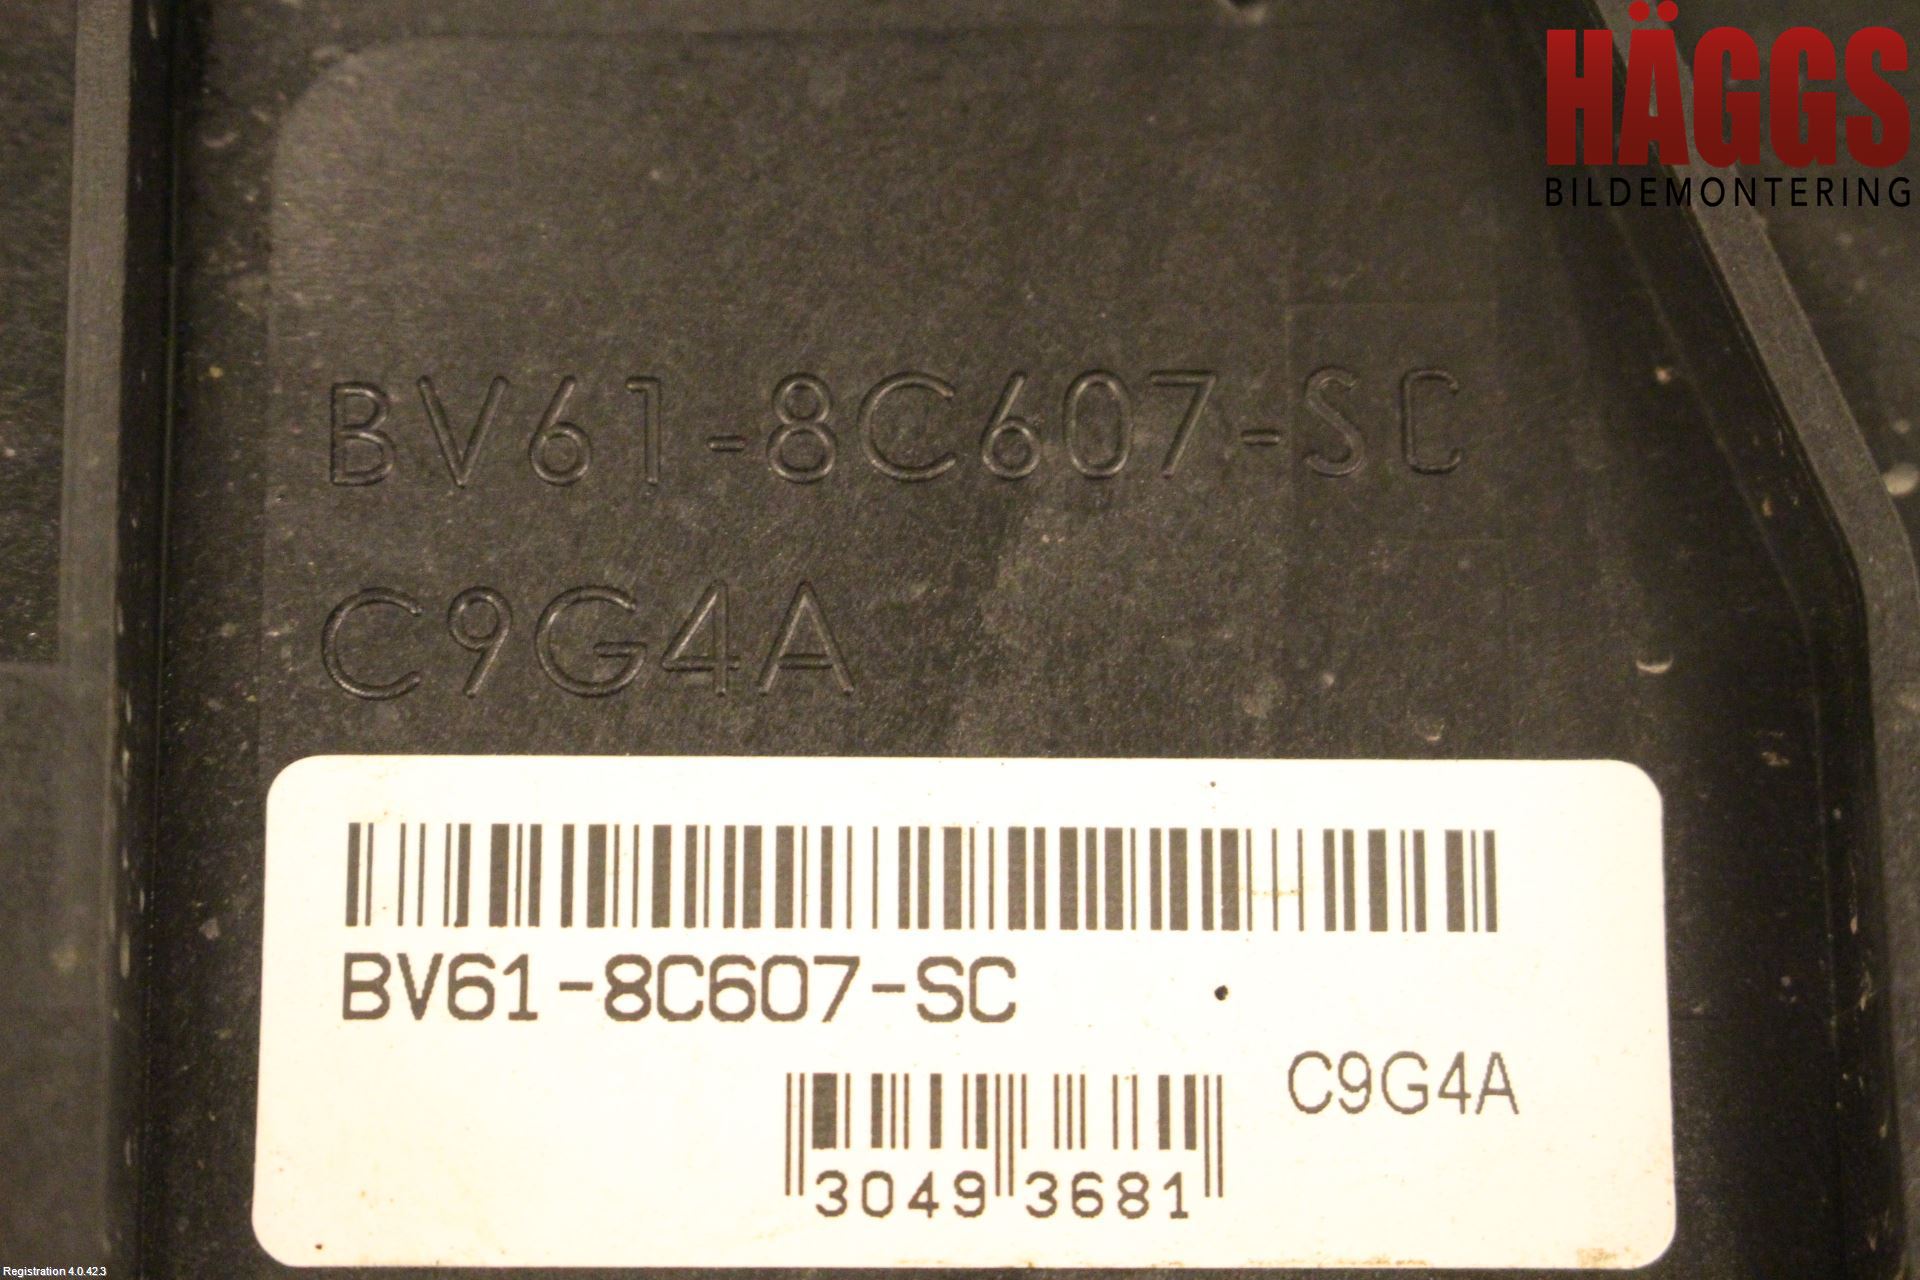 HÄGGS
BILDEMONTERING
BV61-8C607-SC
C9G4A
BV61-8C607-SC
C9G4A
3049 3681
Registration 4.0.42.3